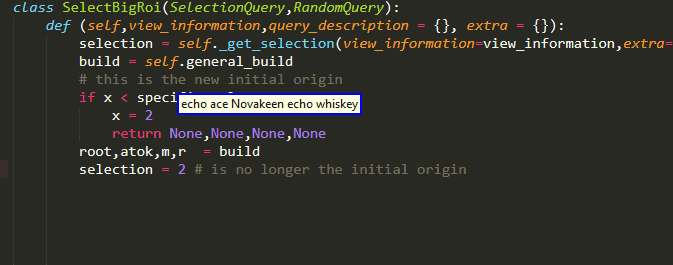 class SelectBigRoi(SelectionQuery,RandomQuery):
def (self,view_information,query_description = {}, extra = {}):
selection = self._get_selection(view_information=view_information,extra=
build = self.general_build
# this is the new initial origin
if x < specifi
echo ace Novakeen echo whiskey
x = 2
return None,None,None,None
root,atok,m,r  = build
selection = 2 # is no longer the initial origin